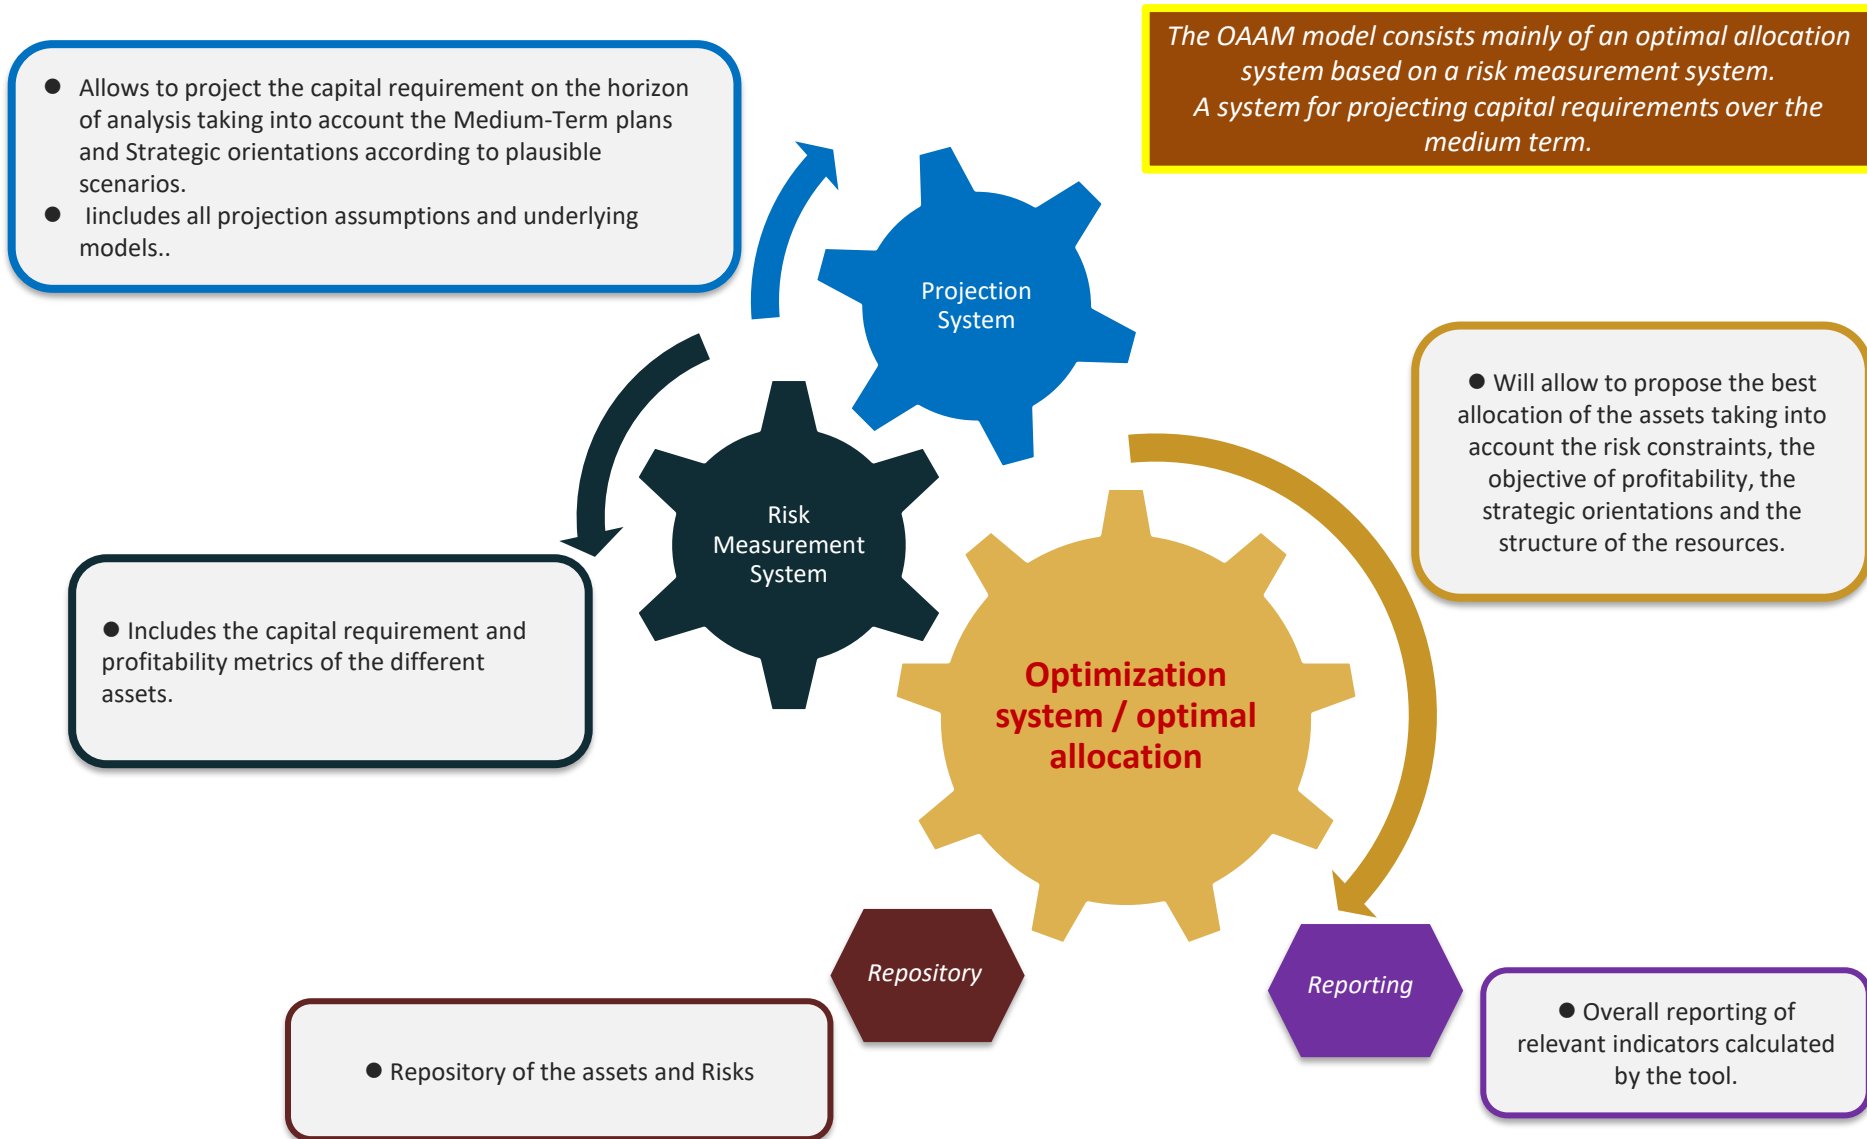 The OAAM model consists mainly of an optimal allocation
system based on a risk measurement system.
A system for projecting capital requirements over the
medium term.
● Allows to project the capital requirement on the horizon
of analysis taking into account the Medium-Term plans
and Strategic orientations according to plausible
scenarios.
● Iincludes all projection assumptions and underlying
models..
Projection
System
● Will allow to propose the best
allocation of the assets taking into
account the risk constraints, the
objective of profitability, the
strategic orientations and the
structure of the resources.
Risk
Measurement
System
● Includes the capital requirement and
profitability metrics of the different
assets.
Optimization
system / optimal
allocation
Repository
Reporting
● Repository of the assets and Risks
● Overall reporting of
relevant indicators calculated
by the tool.